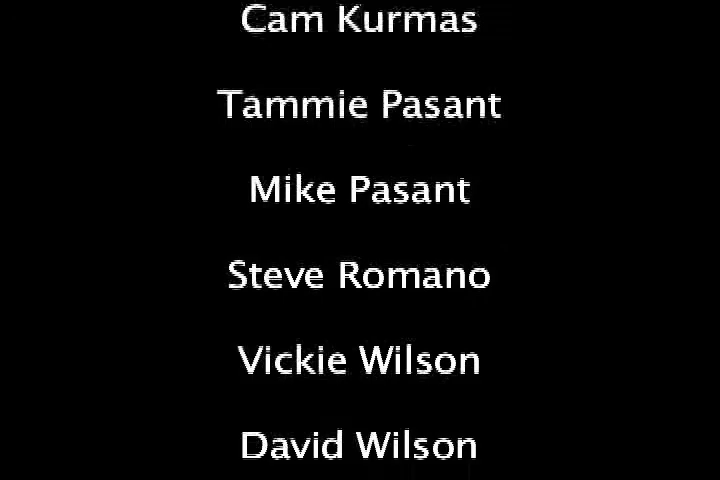 Cam Kurmas
Tammie Pasant
Mike Pasant
Steve Romano
Vickie Wilson
David Wilson